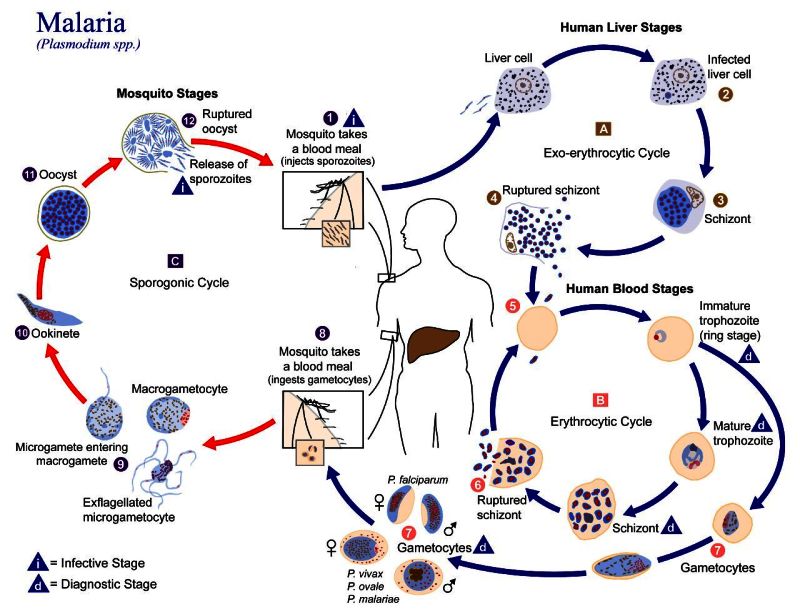 Malaria
(Plasmodium spp.)
Human Liver Stages
Liver cell
Infected
liver cell
2
A
Exo-erythrocytic Cycle
3
Schizont
4
Ruptured schizont
Mosquito Stages
12
Ruptured
oocyst
Release of
sporozoites
i
11
Oocyst
C
Sporogonic Cycle
10
Ookinete
1
i
Mosquito takes
a blood meal
(injects sporozoites)
8
Mosquito takes
a blood meal
(ingests gametocytes)
Macrogametocyte
Microgamete entering
macrogamete
9
Exflagellated
microgametocyte
Human Blood Stages
5
Immature
trophozoite
(ring stage)
d
B
Erythrocytic Cycle
Mature
trophozoite
d
6
Ruptured
schizont
Schizont
d
7
Gametocytes
P. falciparum
♀
♂
7
Gametocytes
d
♀
♂
P. vivax
P. ovale
P. malariae
i
= Infective Stage
d
= Diagnostic Stage